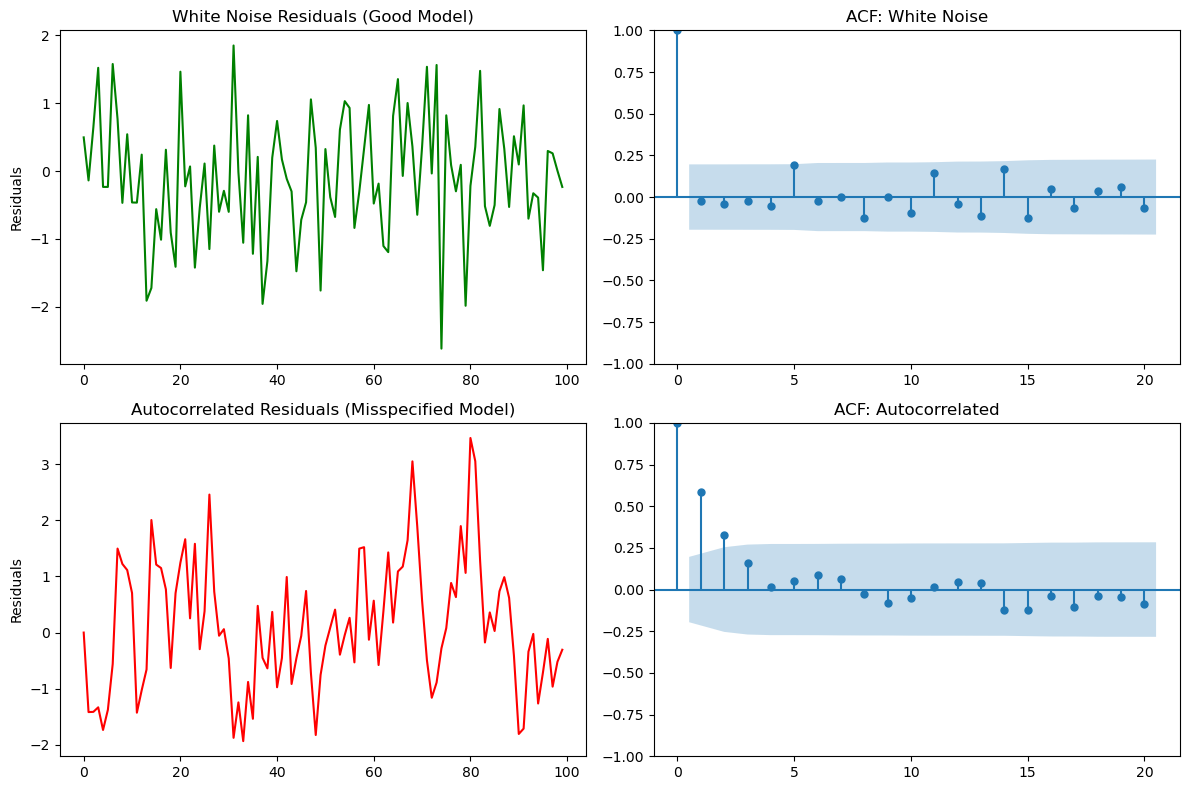 White Noise Residuals (Good Model)
Residuals
2
1
0
−1
−2
0 20 40 60 80 100
ACF: White Noise
1.00
0.75
0.50
0.25
0.00
−0.25
−0.50
−0.75
−1.00
0 5 10 15 20
Autocorrelated Residuals (Misspecified Model)
Residuals
3
2
1
0
−1
−2
0 20 40 60 80 100
ACF: Autocorrelated
1.00
0.75
0.50
0.25
0.00
−0.25
−0.50
−0.75
−1.00
0 5 10 15 20